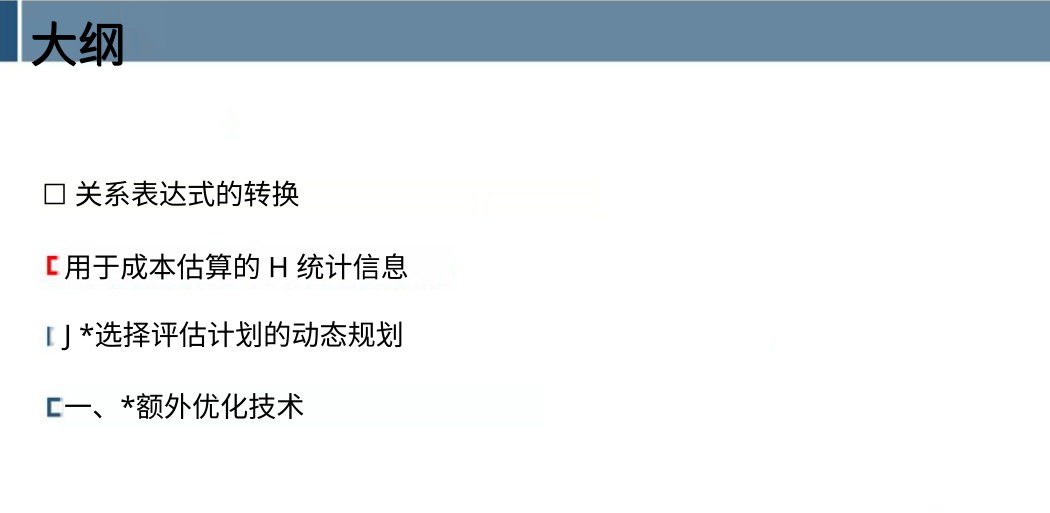 大纲
□ 关系表达式的转换
用于成本估算的 H 统计信息
J *选择评估计划的动态规划
一、*额外优化技术